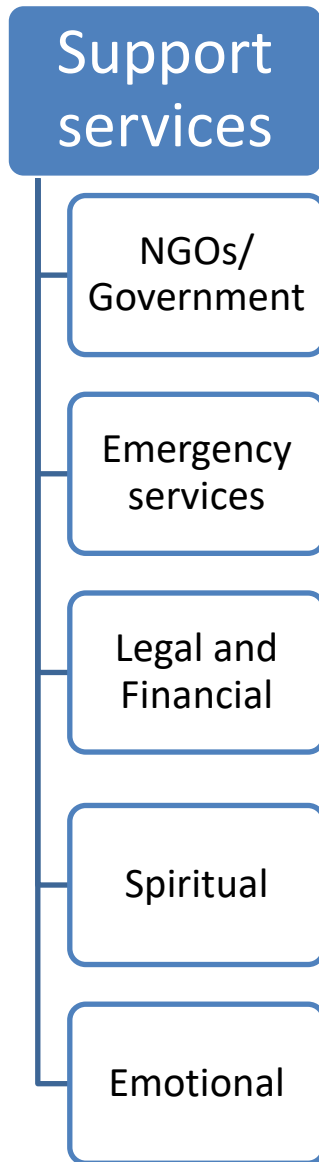 Support
services
NGOs/
Government
Emergency
services
Legal and
Financial
Spiritual
Emotional